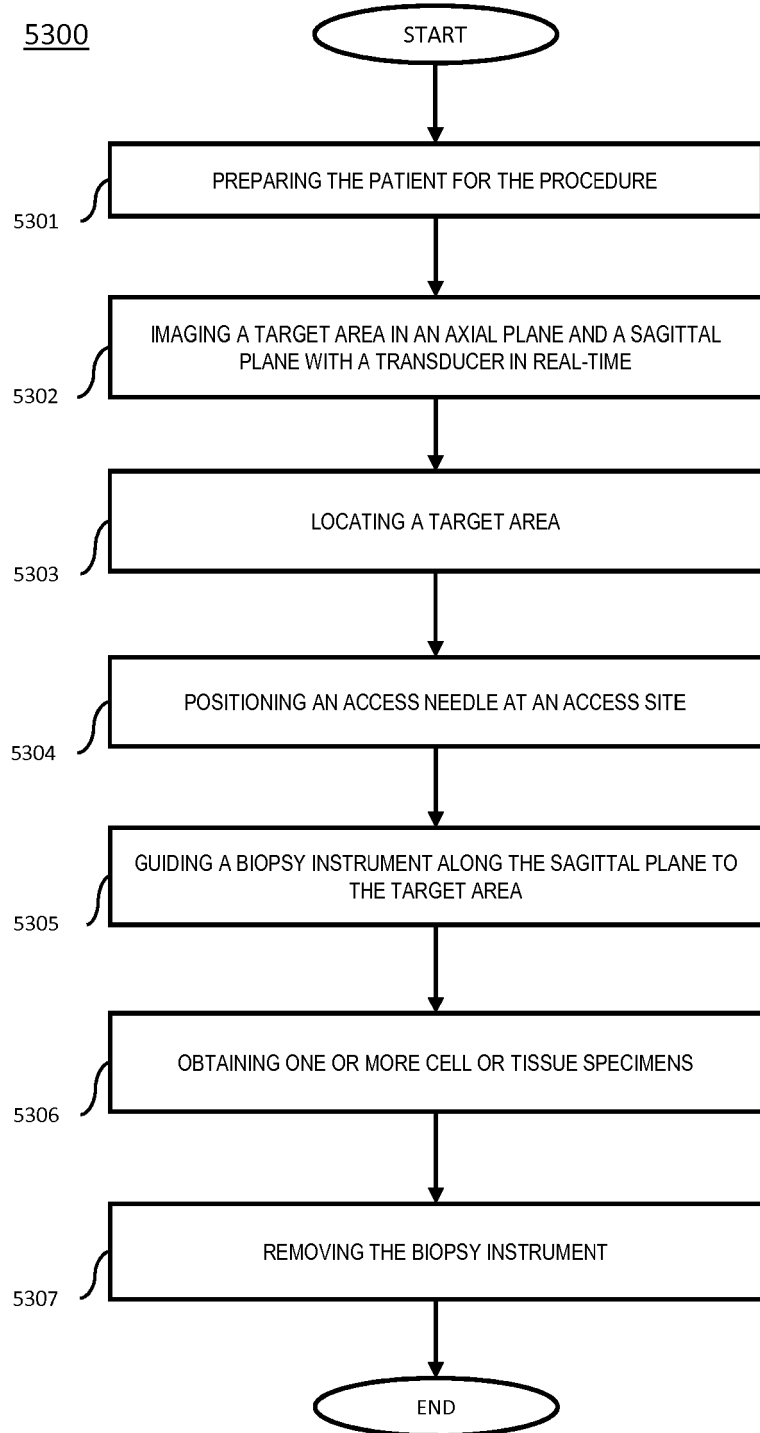 5300
START
PREPARING THE PATIENT FOR THE PROCEDURE
5301
IMAGING A TARGET AREA IN AN AXIAL PLANE AND A SAGITTAL
PLANE WITH A TRANSDUCER IN REAL-TIME
5302
LOCATING A TARGET AREA
5303
POSITIONING AN ACCESS NEEDLE AT AN ACCESS SITE
5304
GUIDING A BIOPSY INSTRUMENT ALONG THE SAGITTAL PLANE TO
THE TARGET AREA
5305
OBTAINING ONE OR MORE CELL OR TISSUE SPECIMENS
5306
REMOVING THE BIOPSY INSTRUMENT
5307
END